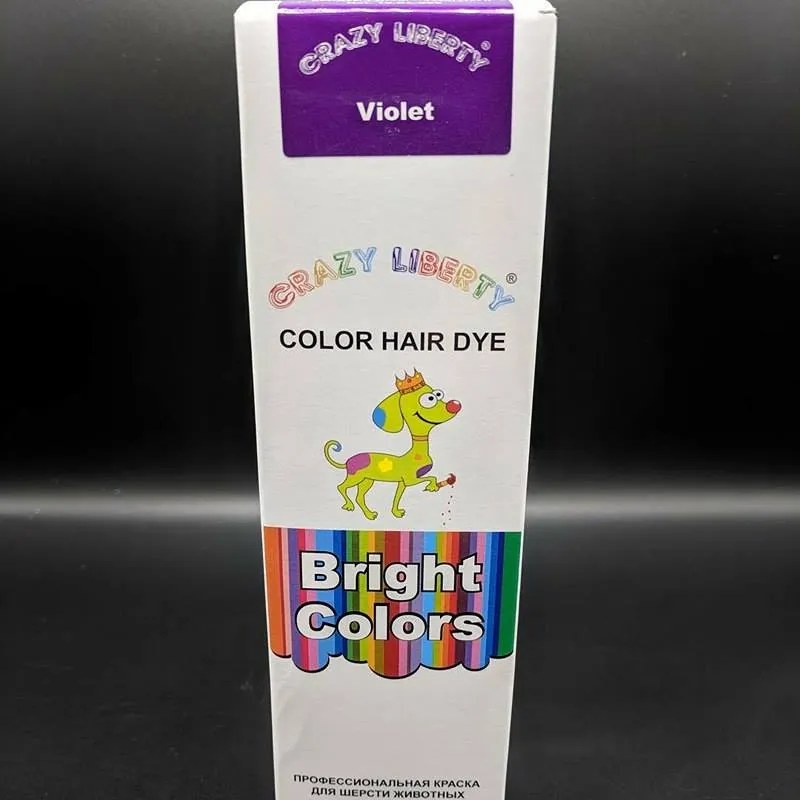 CRAZY LIBERTY®
Violet
CRAZY LIBERTY®
COLOR HAIR DYE
Bright
Colors
ПРОФЕССИОНАЛЬНАЯ КРАСКА
ДЛЯ ШЕРСТИ ЖИВОТНЫХ